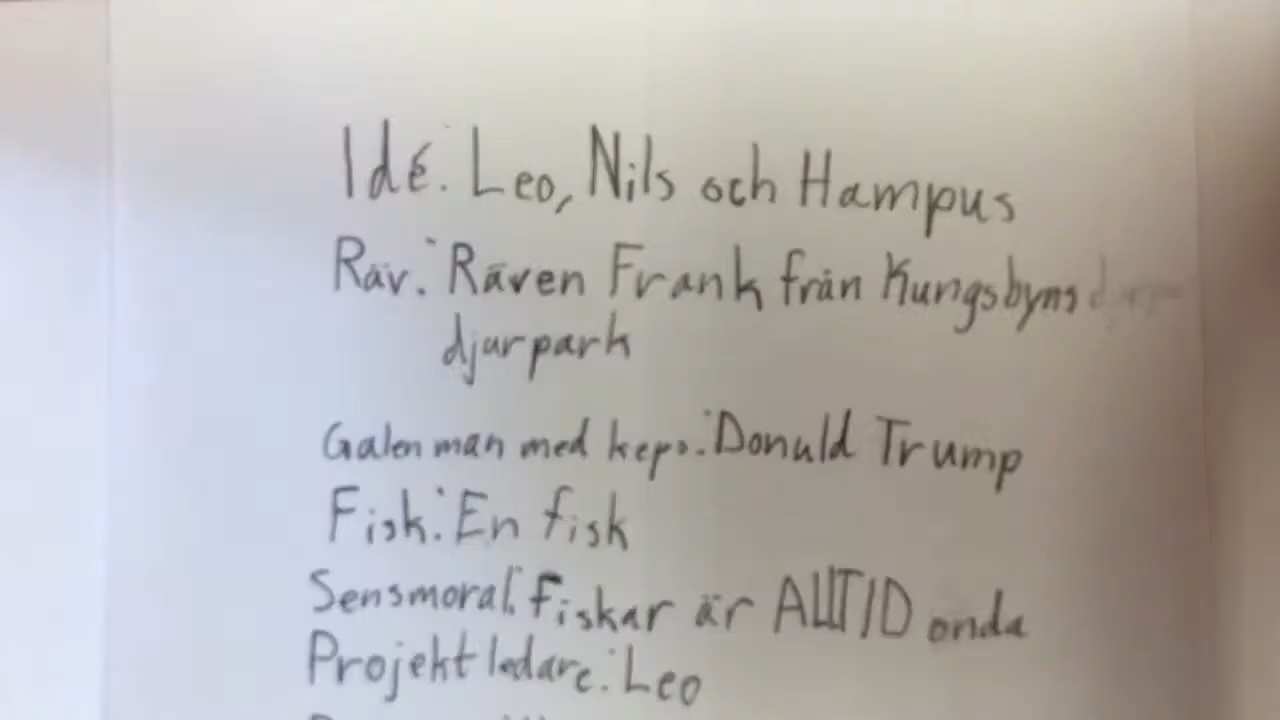 Idé: Leo, Nils och Hampus
Räv: Räven Frank från Kungsbyns
djurpark
Galen man med keps: Donald Trump
Fisk: En fisk
Sensmoral: Fiskar är ALLTID onda
Projektledare: Leo